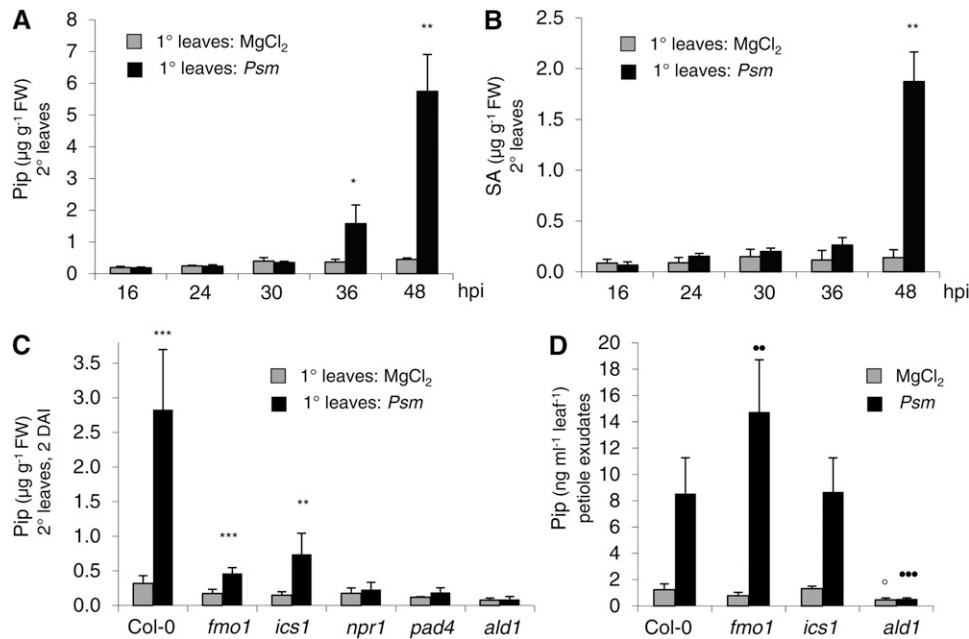 A
Pip (µg g⁻¹ FW)
2° leaves
8
7
6
5
4
3
2
1
0
1° leaves: MgCl₂
1° leaves: Psm
*
**
16 24 30 36 48 hpi
B
SA (µg g⁻¹ FW)
2° leaves
2.5
2.0
1.5
1.0
0.5
0.0
1° leaves: MgCl₂
1° leaves: Psm
**
16 24 30 36 48 hpi
C
Pip (µg g⁻¹ FW)
2° leaves, 2 DAI
3.5
3.0
2.5
2.0
1.5
1.0
0.5
0.0
1° leaves: MgCl₂
1° leaves: Psm
***
***
**
Col-0 fmo1 ics1 npr1 pad4 ald1
D
Pip (ng ml⁻¹ leaf⁻¹)
petiole exudates
20
18
16
14
12
10
8
6
4
2
0
MgCl₂
Psm
●●
○ ●●●
Col-0 fmo1 ics1 ald1